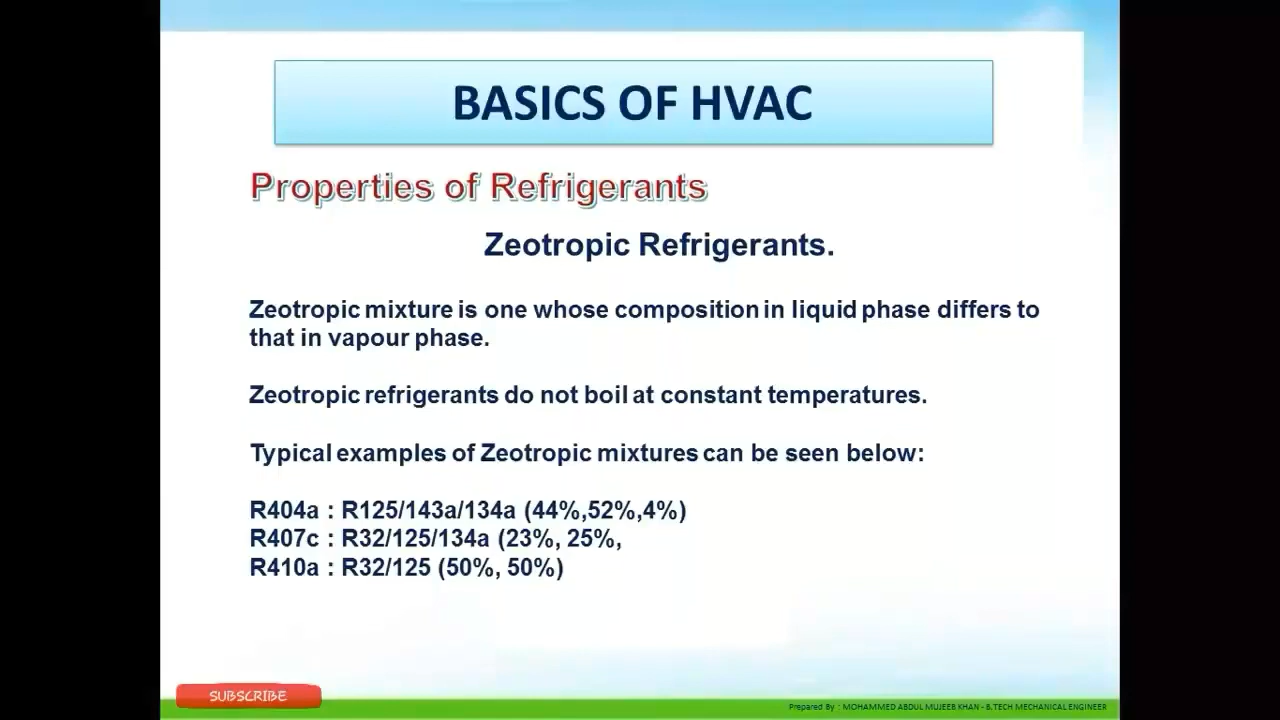 BASICS OF HVAC
Properties of Refrigerants
Zeotropic Refrigerants.
Zeotropic mixture is one whose composition in liquid phase differs to
that in vapour phase.
Zeotropic refrigerants do not boil at constant temperatures.
Typical examples of Zeotropic mixtures can be seen below:
R404a : R125/143a/134a (44%,52%,4%)
R407c : R32/125/134a (23%, 25%,
R410a : R32/125 (50%, 50%)
SUBSCRIBE
Prepared By : MOHAMMED ABDUL MUJEEB KHAN - B.TECH MECHANICAL ENGINEER